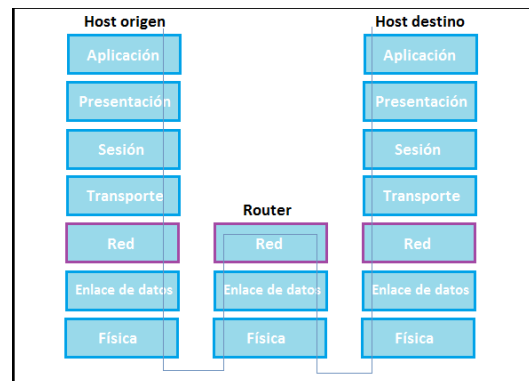 Host origen
Aplicación
Presentación
Sesión
Transporte
Red
Enlace de datos
Física
Router
Red
Enlace de datos
Física
Host destino
Aplicación
Presentación
Sesión
Transporte
Red
Enlace de datos
Física